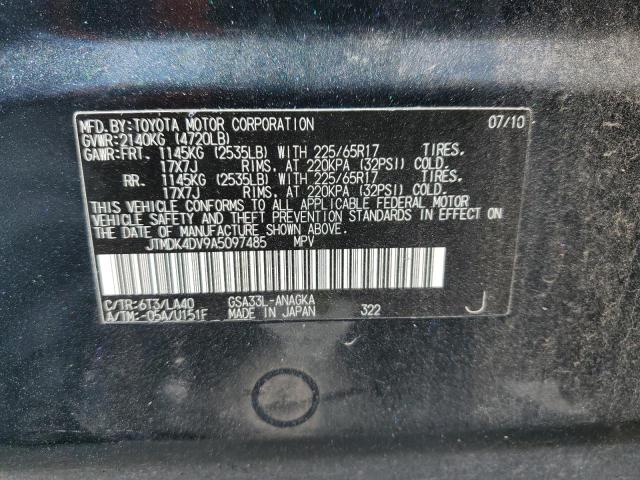 MFD.BY:TOYOTA MOTOR CORPORATION 07/10
GVWR:2140KG (4720LB)
GAWR:FRT. 1145KG (2535LB) WITH 225/65R17 TIRES.
17X7J RIMS. AT 220KPA (32PSI) COLD.
RR. 1145KG (2535LB) WITH 225/65R17 TIRES.
17X7J RIMS. AT 220KPA (32PSI) COLD.
THIS VEHICLE CONFORMS TO ALL APPLICABLE FEDERAL MOTOR
VEHICLE SAFETY AND THEFT PREVENTION STANDARDS IN EFFECT
ON THE DATE OF MANUFACTURE SHOWN ABOVE.
JTMDK4DV9A5097485 MPV
C/TR:6T3/LA40 GSA33L-ANAGKA
A/TM:-05A/U151F MADE IN JAPAN 322 J